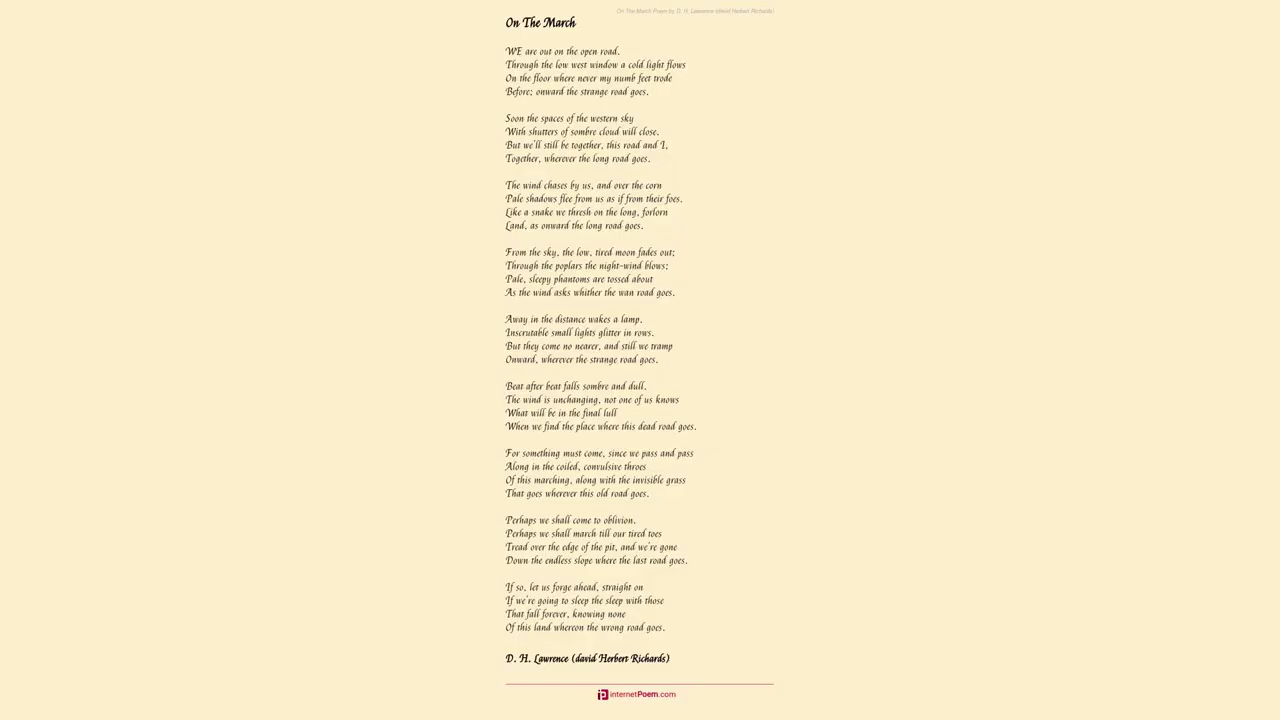 On The March Poem by D. H. Lawrence (david Herbert Richards)
On The March
WE are out on the open road.
Through the low west window a cold light flows
On the floor where never my numb feet trode
Before; onward the strange road goes.
Soon the spaces of the western sky
With shutters of sombre cloud will close.
But we'll still be together, this road and I,
Together, wherever the long road goes.
The wind chases by us, and over the corn
Pale shadows flee from us as if from their foes.
Like a snake we thresh on the long, forlorn
Land, as onward the long road goes.
From the sky, the low, tired moon fades out;
Through the poplars the night-wind blows;
Pale, sleepy phantoms are tossed about
As the wind asks whither the wan road goes.
Away in the distance wakes a lamp.
Inscrutable small lights glitter in rows.
But they come no nearer, and still we tramp
Onward, wherever the strange road goes.
Beat after beat falls sombre and dull.
The wind is unchanging, not one of us knows
What will be in the final lull
When we find the place where this dead road goes.
For something must come, since we pass and pass
Along in the coiled, convulsive throes
Of this marching, along with the invisible grass
That goes wherever this old road goes.
Perhaps we shall come to oblivion.
Perhaps we shall march till our tired toes
Tread over the edge of the pit, and we're gone
Down the endless slope where the last road goes.
If so, let us forge ahead, straight on
If we're going to sleep the sleep with those
That fall forever, knowing none
Of this land whereon the wrong road goes.
D. H. Lawrence (david Herbert Richards)
internetPoem.com